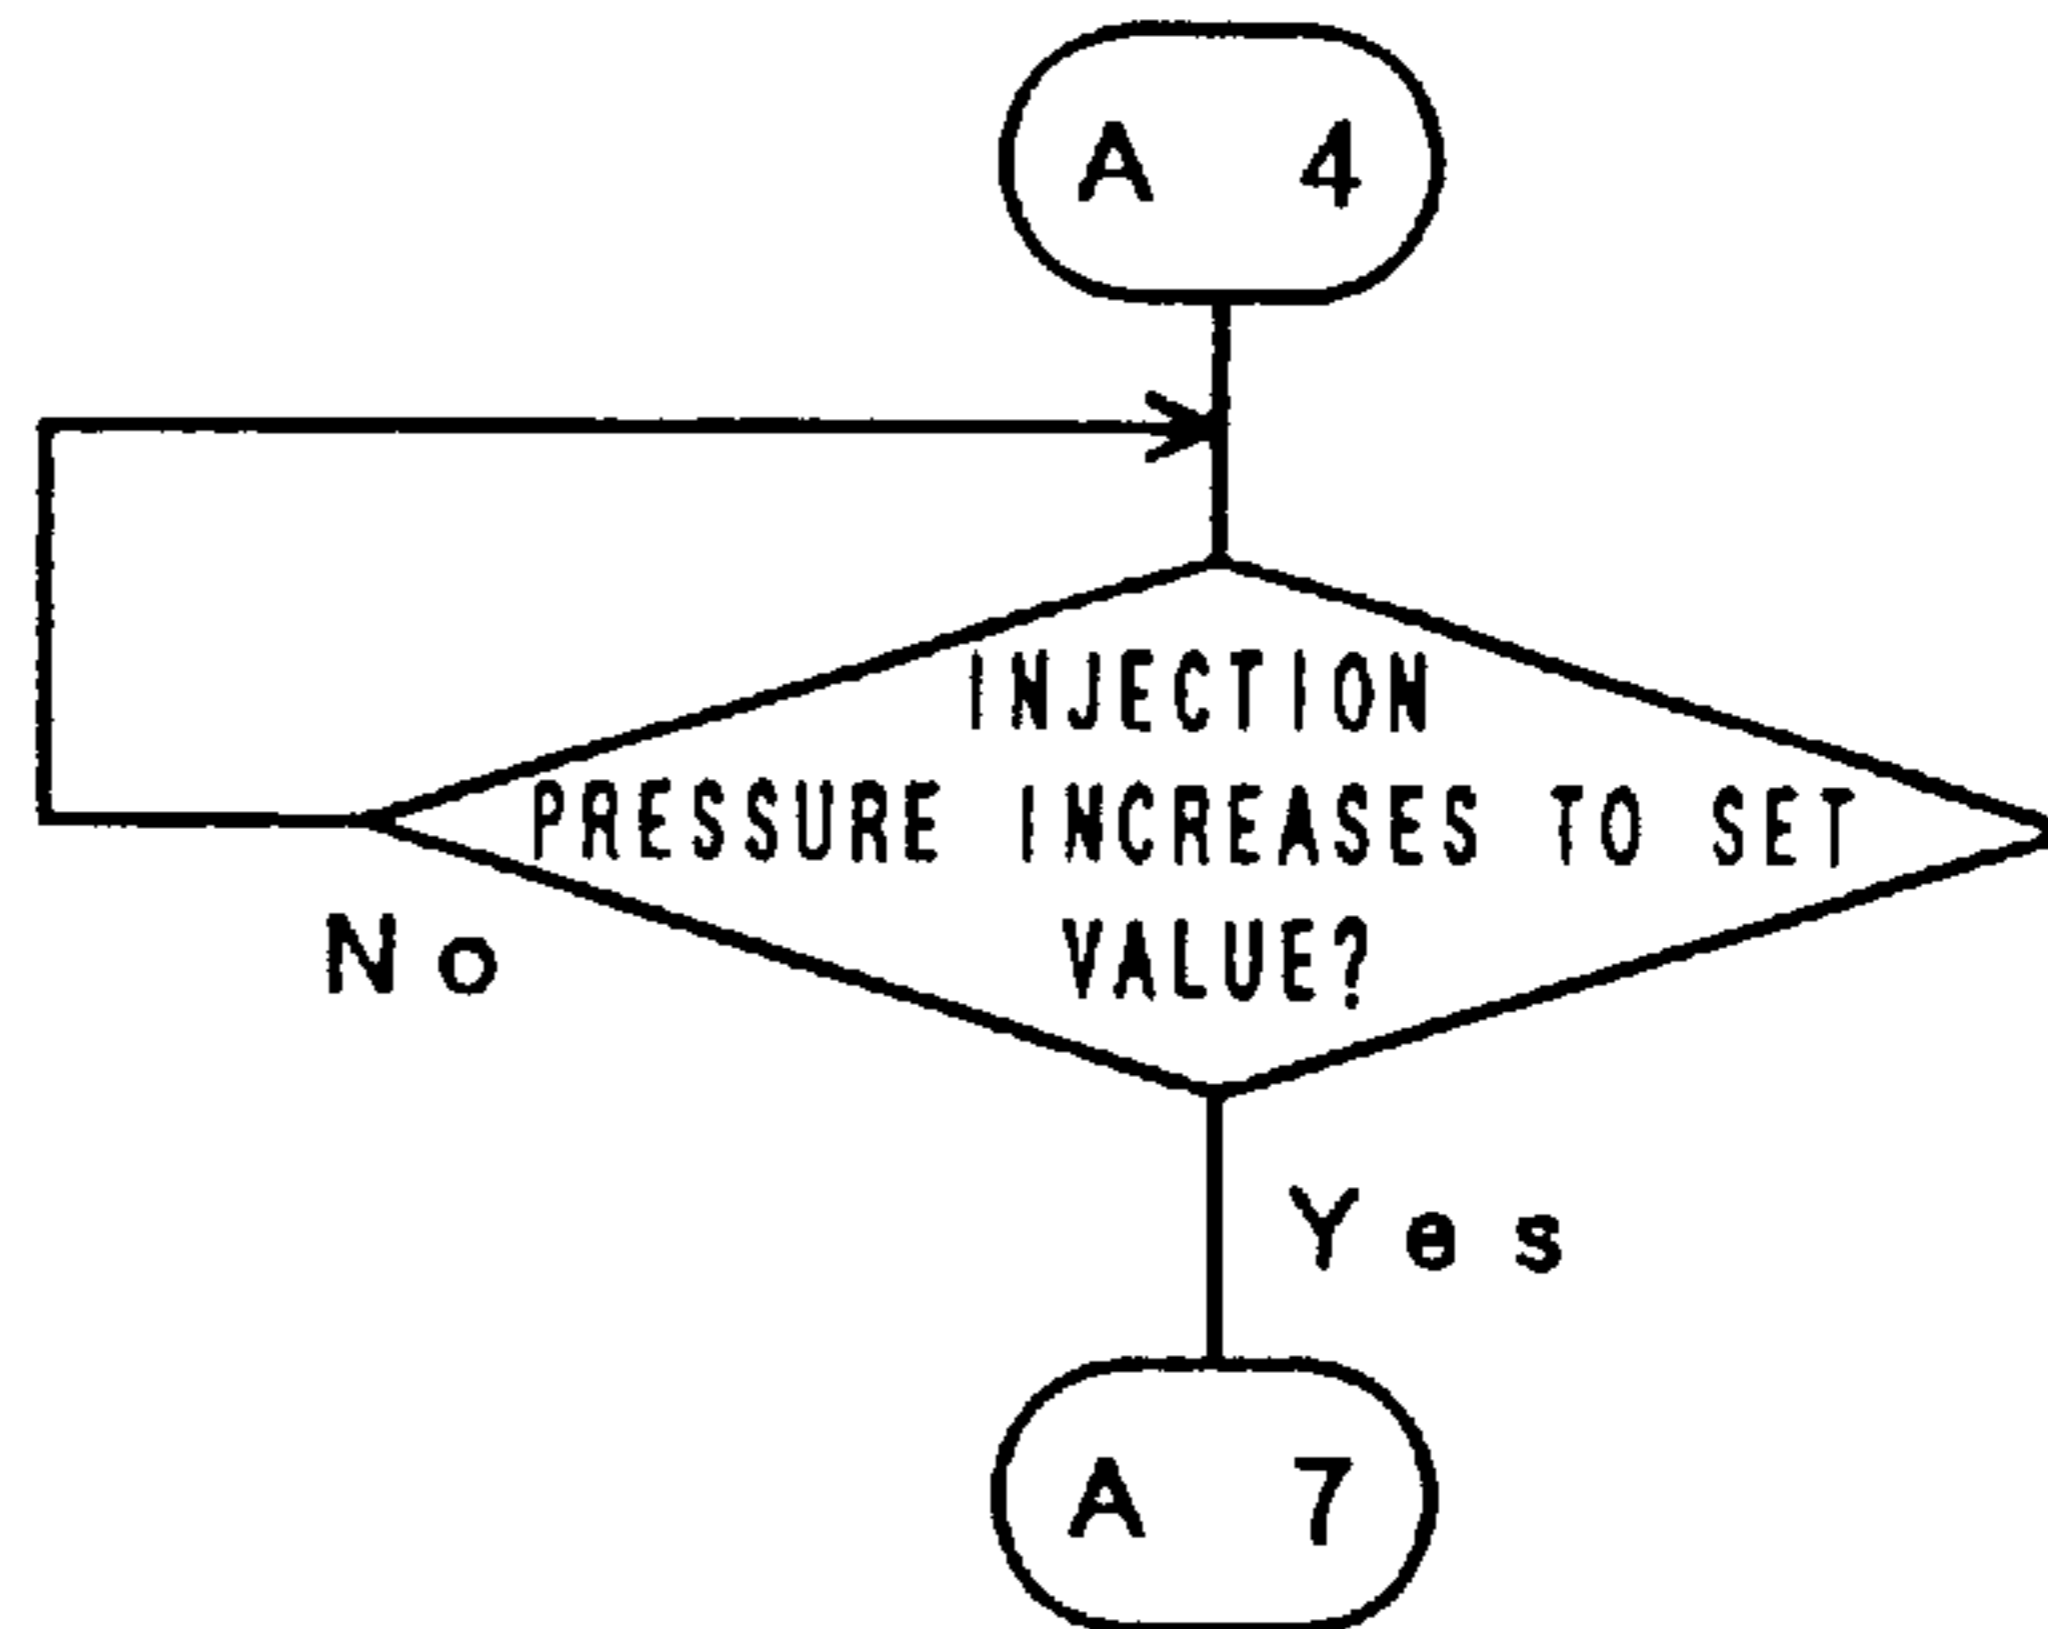 A 4
INJECTION
PRESSURE INCREASES TO SET
VALUE?
No
Yes
A 7